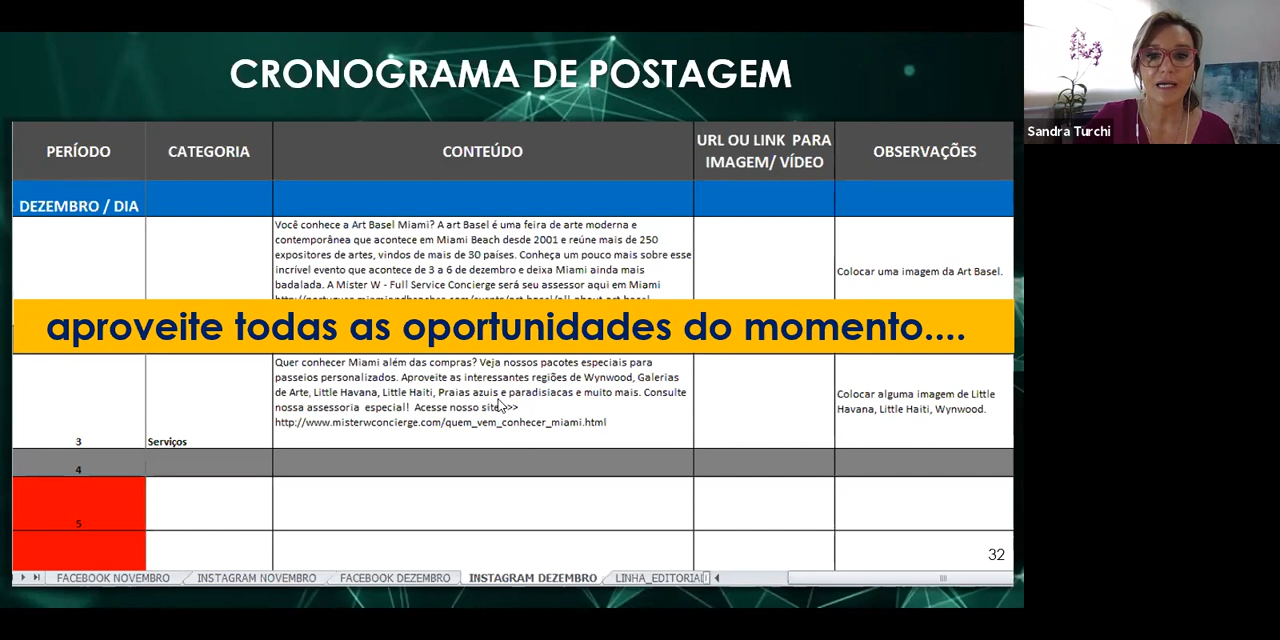 CRONOGRAMA DE POSTAGEM
Sandra Turchi
PERÍODO
CATEGORIA
CONTEÚDO
URL OU LINK PARA
IMAGEM/ VÍDEO
OBSERVAÇÕES
DEZEMBRO / DIA
Você conhece a Art Basel Miami? A art Basel é uma feira de arte moderna e
contemporânea que acontece em Miami Beach desde 2001 e reúne mais de 250
expositores de artes, vindos de mais de 30 países. Conheça um pouco mais sobre esse
incrível evento que acontece de 3 a 6 de dezembro e deixa Miami ainda mais
badalada. A Mister W - Full Service Concierge será seu assessor aqui em Miami
Colocar uma imagem da Art Basel.
aproveite todas as oportunidades do momento....
Quer conhecer Miami além das compras? Veja nossos pacotes especiais para
passeios personalizados. Aproveite as interessantes regiões de Wynwood, Galerias
de Arte, Little Havana, Little Haiti, Praias azuis e paradisiacas e muito mais. Consulte
nossa assessoria especial! Acesse nosso site>>>
http://www.misterwconcierge.com/quem_vem_conhecer_miami.html
Colocar alguma imagem de Little
Havana, Little Haiti, Wynwood.
3
Serviços
4
5
32
FACEBOOK NOVEMBRO
INSTAGRAM NOVEMBRO
FACEBOOK DEZEMBRO
INSTAGRAM DEZEMBRO
LINHA_EDITORIAL